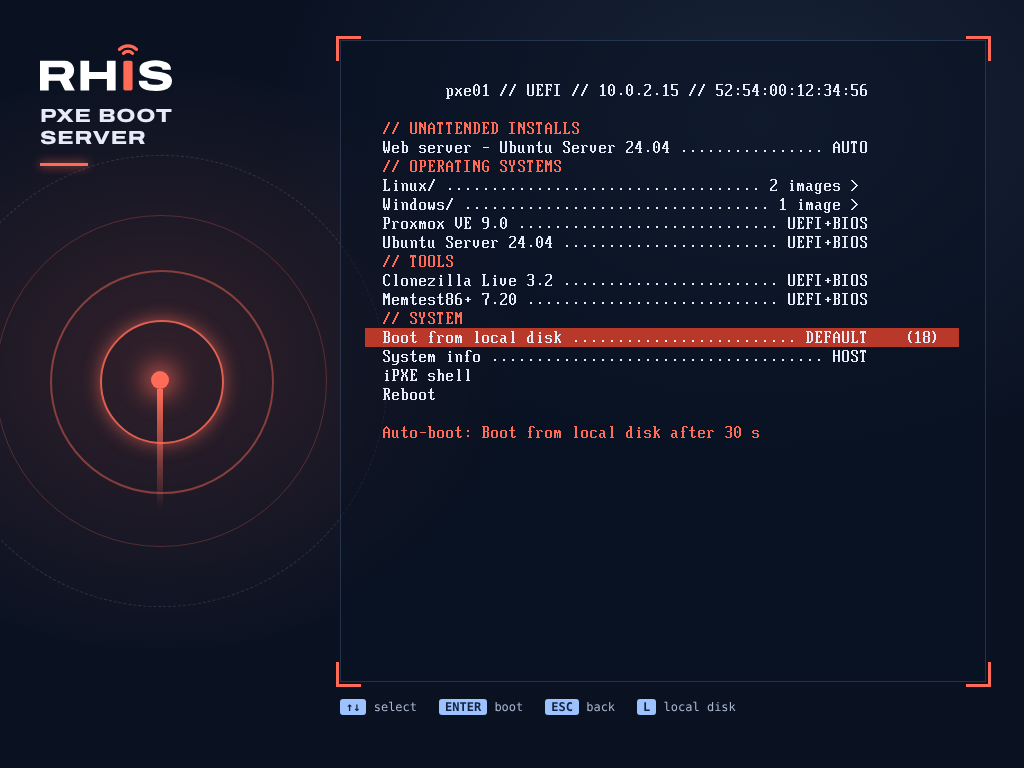 RHiS
PXE BOOT
SERVER
pxe01 // UEFI // 10.0.2.15 // 52:54:00:12:34:56
// UNATTENDED INSTALLS
Web server - Ubuntu Server 24.04 ................ AUTO
// OPERATING SYSTEMS
Linux/ ................................... 2 images >
Windows/ .................................. 1 image >
Proxmox VE 9.0 ............................. UEFI+BIOS
Ubuntu Server 24.04 ........................ UEFI+BIOS
// TOOLS
Clonezilla Live 3.2 ........................ UEFI+BIOS
Memtest86+ 7.20 ............................ UEFI+BIOS
// SYSTEM
Boot from local disk ......................... DEFAULT (18)
System info ..................................... HOST
iPXE shell
Reboot
Auto-boot: Boot from local disk after 30 s
↑↓ select ENTER boot ESC back L local disk